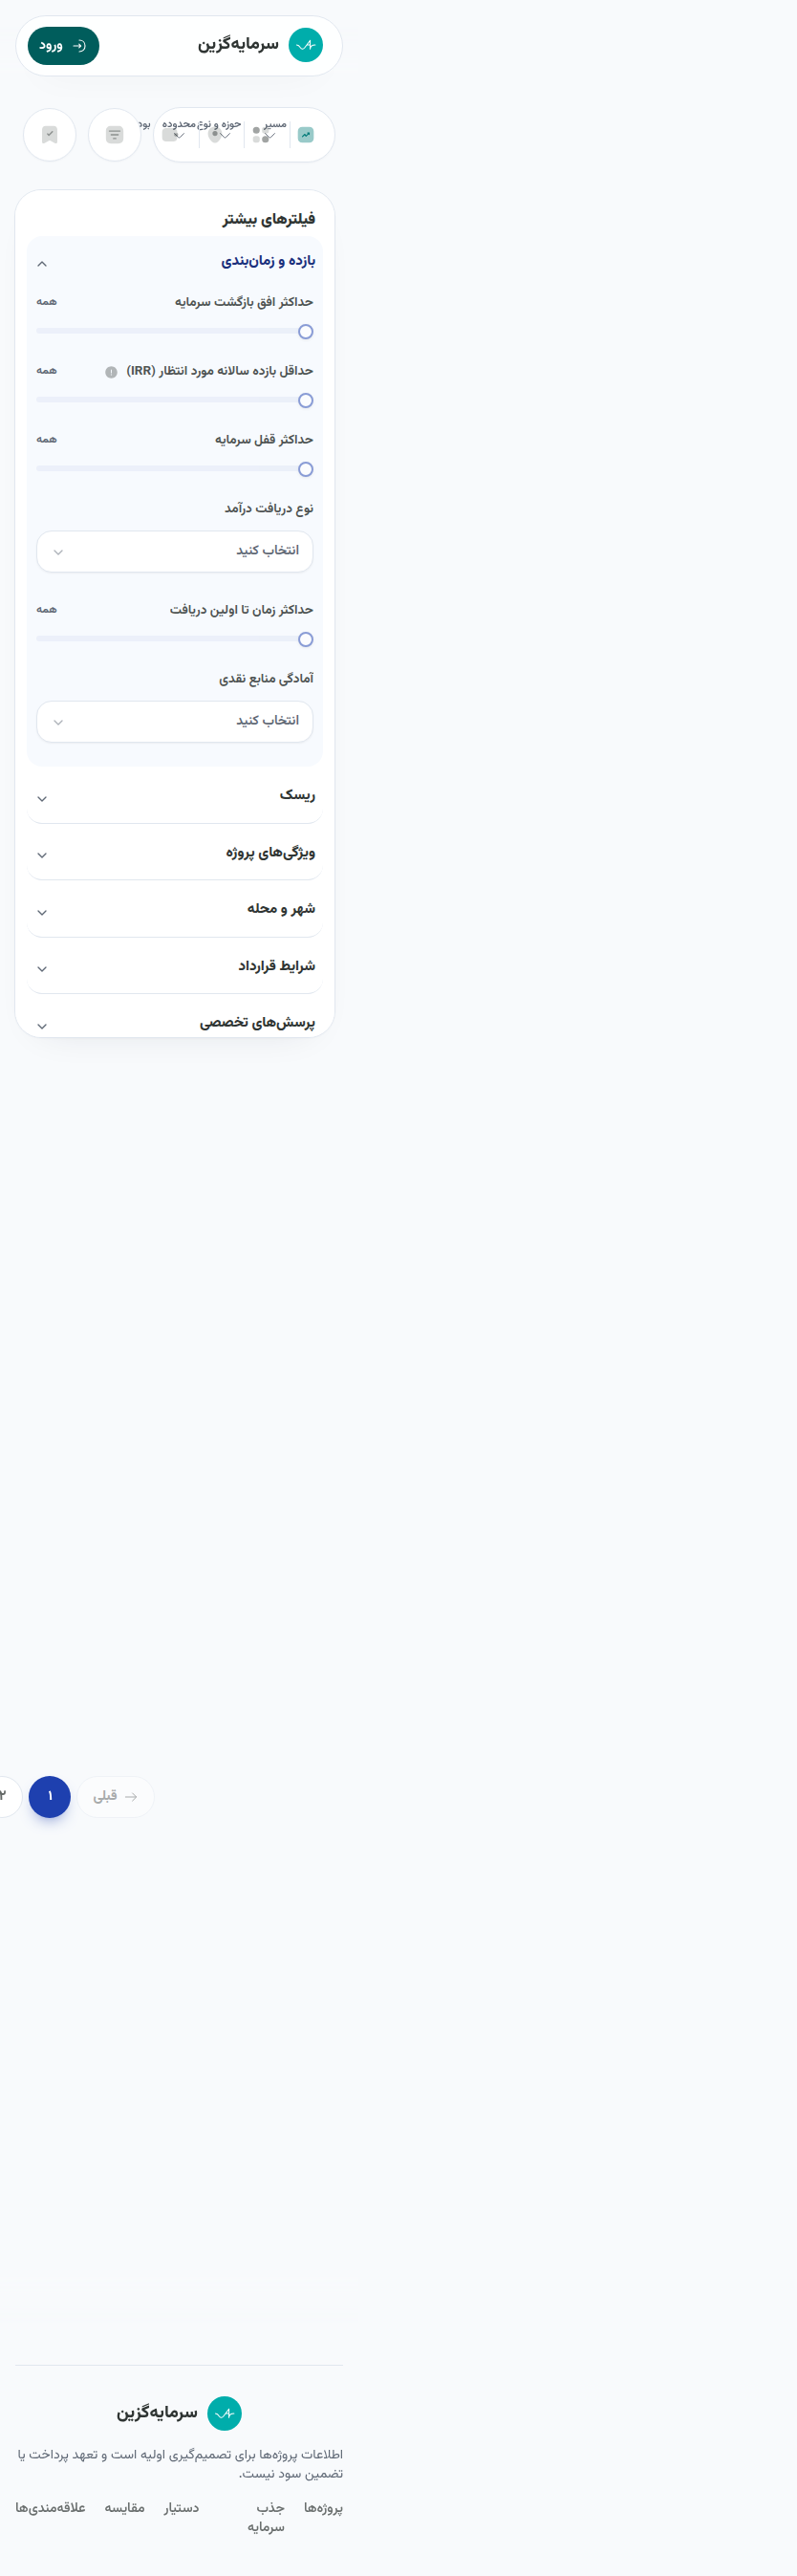 سرمایه‌گزین
ورود
مسیر
حوزه و نوع
محدوده
فیلترهای بیشتر
بازده و زمان‌بندی
حداکثر افق بازگشت سرمایه
همه
حداقل بازده سالانه مورد انتظار (IRR)
همه
حداکثر قفل سرمایه
همه
نوع دریافت درآمد
انتخاب کنید
حداکثر زمان تا اولین دریافت
همه
آمادگی منابع نقدی
انتخاب کنید
ریسک
ویژگی‌های پروژه
شهر و محله
شرایط قرارداد
پرسش‌های تخصصی
قبلی
۱
۲
سرمایه‌گزین
اطلاعات پروژه‌ها برای تصمیم‌گیری اولیه است و تعهد پرداخت یا
تضمین سود نیست.
پروژه‌ها
جذب
سرمایه
دستیار
مقایسه
علاقه‌مندی‌ها